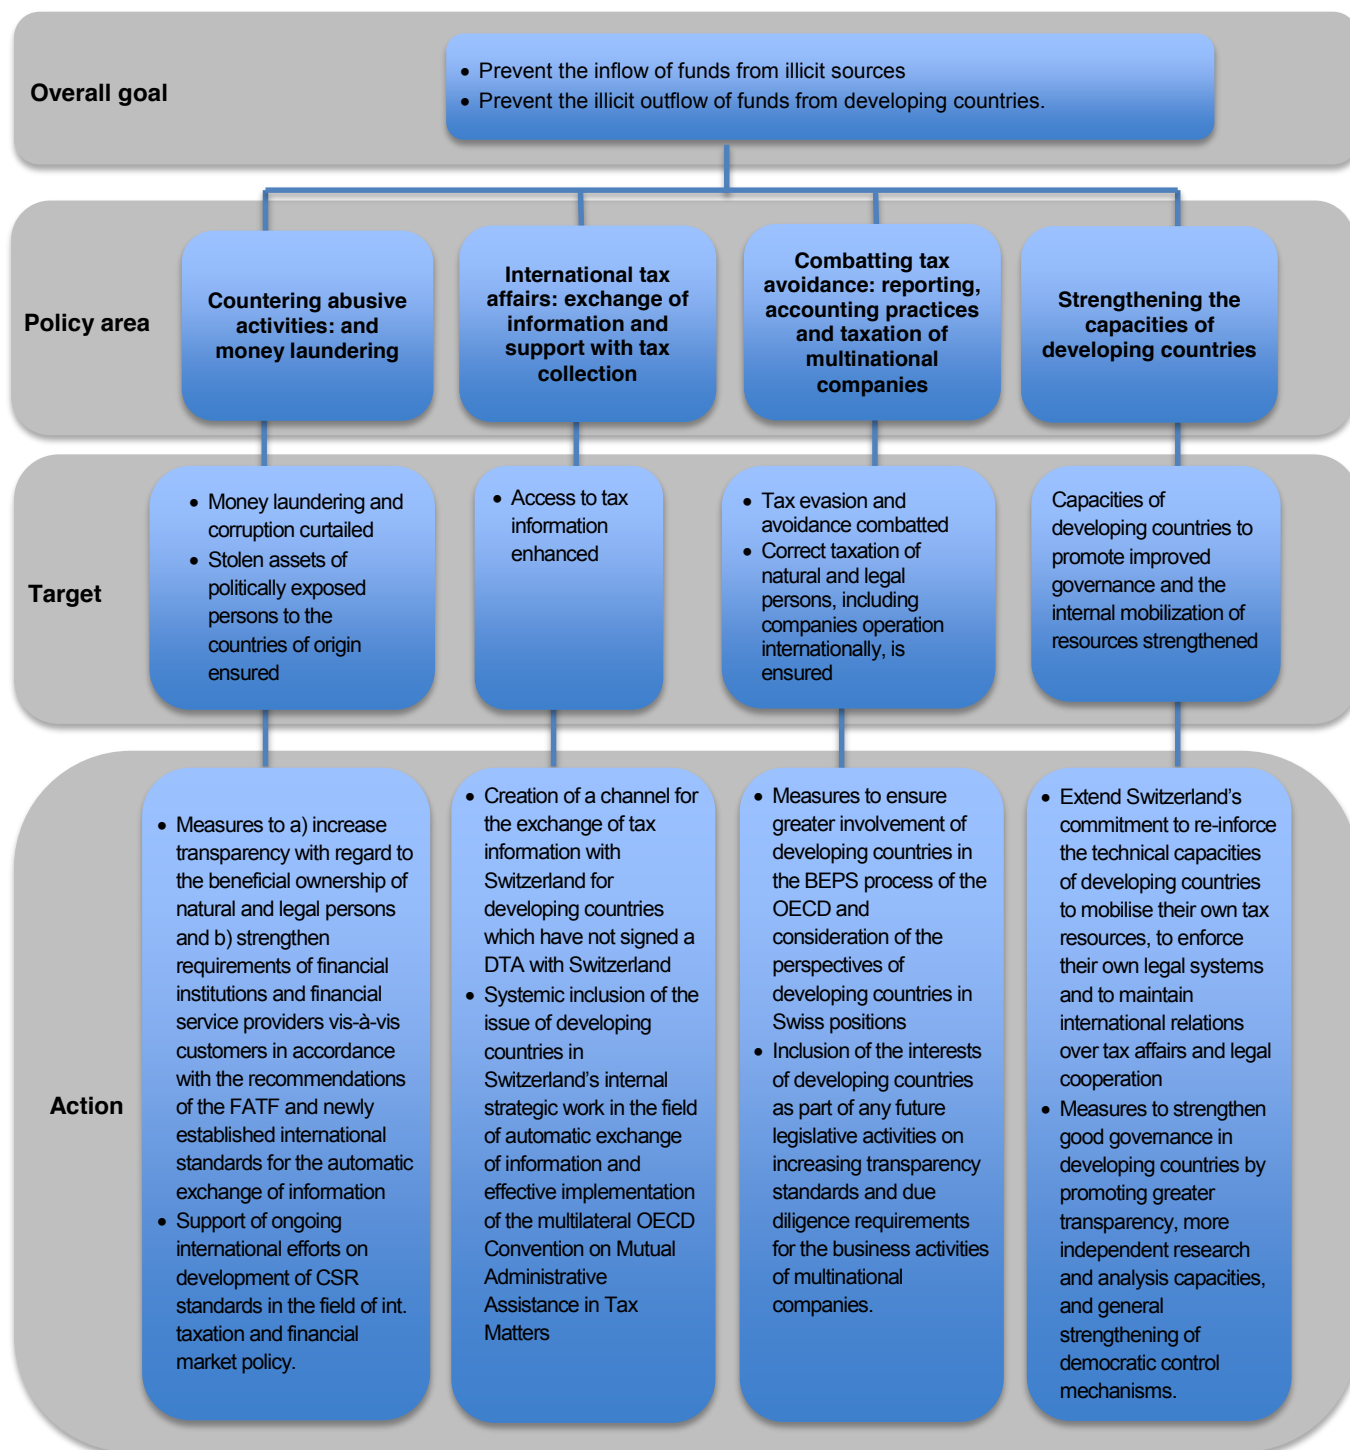 Overall goal
• Prevent the inflow of funds from illicit sources
• Prevent the illicit outflow of funds from developing countries.
Policy area
Countering abusive
activities: and
money laundering
International tax
affairs: exchange of
information and
support with tax
collection
Combatting tax
avoidance: reporting,
accounting practices
and taxation of
multinational
companies
Strengthening the
capacities of
developing countries
Target
• Money laundering and
corruption curtailed
• Stolen assets of
politically exposed
persons to the
countries of origin
ensured
• Access to tax
information
enhanced
• Tax evasion and
avoidance combatted
• Correct taxation of
natural and legal
persons, including
companies operation
internationally, is
ensured
Capacities of
developing countries to
promote improved
governance and the
internal mobilization of
resources strengthened
Action
• Measures to a) increase
transparency with regard to
the beneficial ownership of
natural and legal persons
and b) strengthen
requirements of financial
institutions and financial
service providers vis-à-vis
customers in accordance
with the recommendations
of the FATF and newly
established international
standards for the automatic
exchange of information
• Support of ongoing
international efforts on
development of CSR
standards in the field of int.
taxation and financial
market policy.
• Creation of a channel for
the exchange of tax
information with
Switzerland for
developing countries
which have not signed a
DTA with Switzerland
• Systemic inclusion of the
issue of developing
countries in
Switzerland’s internal
strategic work in the field
of automatic exchange
of information and
effective implementation
of the multilateral OECD
Convention on Mutual
Administrative
Assistance in Tax
Matters
• Measures to ensure
greater involvement of
developing countries in
the BEPS process of the
OECD and
consideration of the
perspectives of
developing countries in
Swiss positions
• Inclusion of the interests
of developing countries
as part of any future
legislative activities on
increasing transparency
standards and due
diligence requirements
for the business activities
of multinational
companies.
• Extend Switzerland’s
commitment to re-inforce
the technical capacities
of developing countries
to mobilise their own tax
resources, to enforce
their own legal systems
and to maintain
international relations
over tax affairs and legal
cooperation
• Measures to strengthen
good governance in
developing countries by
promoting greater
transparency, more
independent research
and analysis capacities,
and general
strengthening of
democratic control
mechanisms.